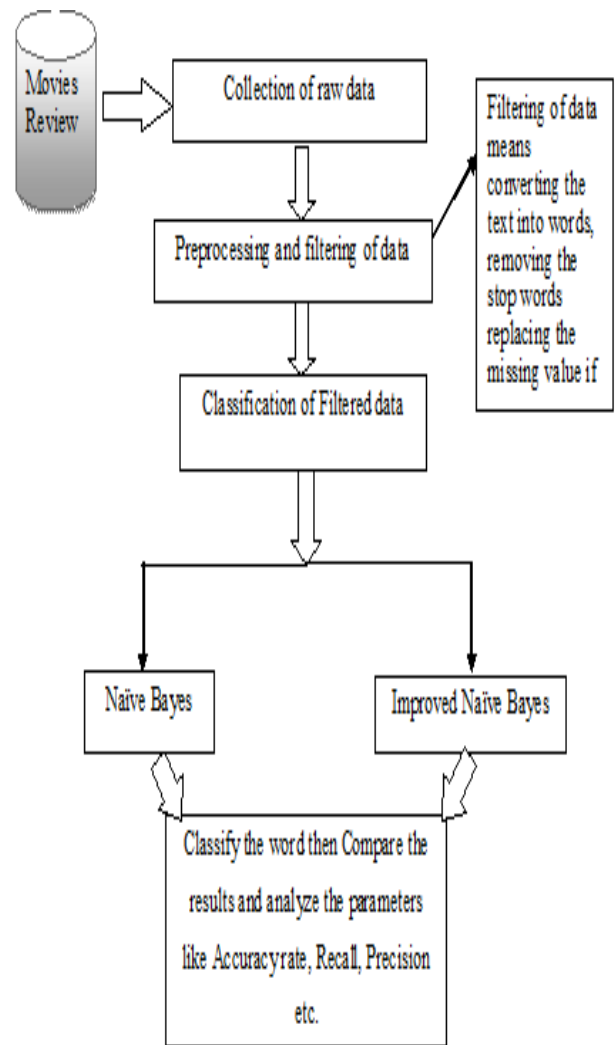 Movies
Review
Collection of raw data
Filtering of data
means
converting the
text into words,
removing the
stop words
replacing the
missing value if
Preprocessing and filtering of data
Classification of Filtered data
Naïve Bayes
Improved Naïve Bayes
Classify the word then Compare the
results and analyze the parameters
like Accuracy rate, Recall, Precision
etc.